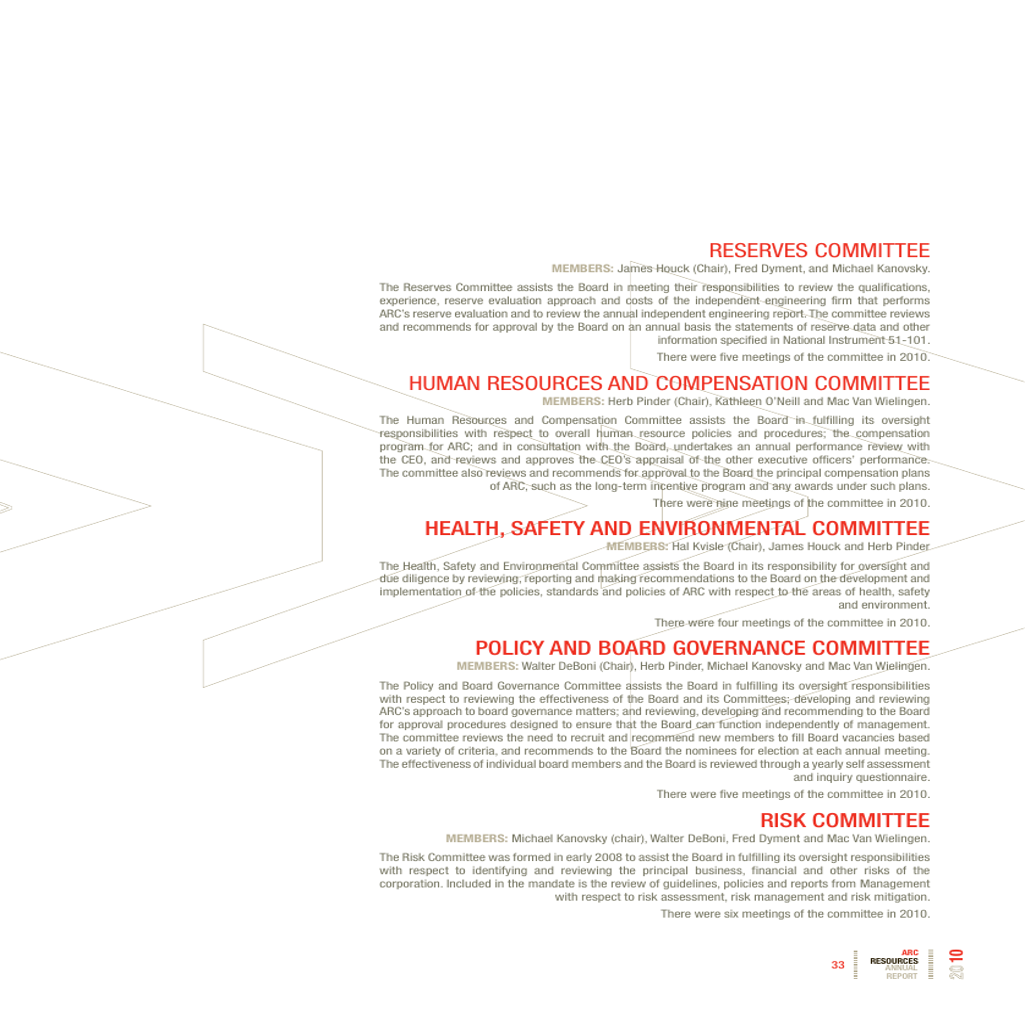 RESERVES COMMITTEE
MEMBERS: James Houck (Chair), Fred Dyment, and Michael Kanovsky.
The Reserves Committee assists the Board in meeting their responsibilities to review the qualifications,
experience, reserve evaluation approach and costs of the independent engineering firm that performs
ARC's reserve evaluation and to review the annual independent engineering report. The committee reviews
and recommends for approval by the Board on an annual basis the statements of reserve data and other
information specified in National Instrument 51-101.
There were five meetings of the committee in 2010.
HUMAN RESOURCES AND COMPENSATION COMMITTEE
MEMBERS: Herb Pinder (Chair), Kathleen O'Neill and Mac Van Wielingen.
The Human Resources and Compensation Committee assists the Board in fulfilling its oversight
responsibilities with respect to overall human resource policies and procedures; the compensation
program for ARC; and in consultation with the Board, undertakes an annual performance review with
the CEO, and reviews and approves the CEO's appraisal of the other executive officers' performance.
The committee also reviews and recommends for approval to the Board the principal compensation plans
of ARC, such as the long-term incentive program and any awards under such plans.
There were nine meetings of the committee in 2010.
HEALTH, SAFETY AND ENVIRONMENTAL COMMITTEE
MEMBERS: Hal Kvisle (Chair), James Houck and Herb Pinder
The Health, Safety and Environmental Committee assists the Board in its responsibility for oversight and
due diligence by reviewing, reporting and making recommendations to the Board on the development and
implementation of the policies, standards and policies of ARC with respect to the areas of health, safety
and environment.
There were four meetings of the committee in 2010.
POLICY AND BOARD GOVERNANCE COMMITTEE
MEMBERS: Walter DeBoni (Chair), Herb Pinder, Michael Kanovsky and Mac Van Wielingen.
The Policy and Board Governance Committee assists the Board in fulfilling its oversight responsibilities
with respect to reviewing the effectiveness of the Board and its Committees; developing and reviewing
ARC's approach to board governance matters; and reviewing, developing and recommending to the Board
for approval procedures designed to ensure that the Board can function independently of management.
The committee reviews the need to recruit and recommend new members to fill Board vacancies based
on a variety of criteria, and recommends to the Board the nominees for election at each annual meeting.
The effectiveness of individual board members and the Board is reviewed through a yearly self assessment
and inquiry questionnaire.
There were five meetings of the committee in 2010.
RISK COMMITTEE
MEMBERS: Michael Kanovsky (chair), Walter DeBoni, Fred Dyment and Mac Van Wielingen.
The Risk Committee was formed in early 2008 to assist the Board in fulfilling its oversight responsibilities
with respect to identifying and reviewing the principal business, financial and other risks of the
corporation. Included in the mandate is the review of guidelines, policies and reports from Management
with respect to risk assessment, risk management and risk mitigation.
There were six meetings of the committee in 2010.
33
ARC
RESOURCES
ANNUAL
REPORT
2010